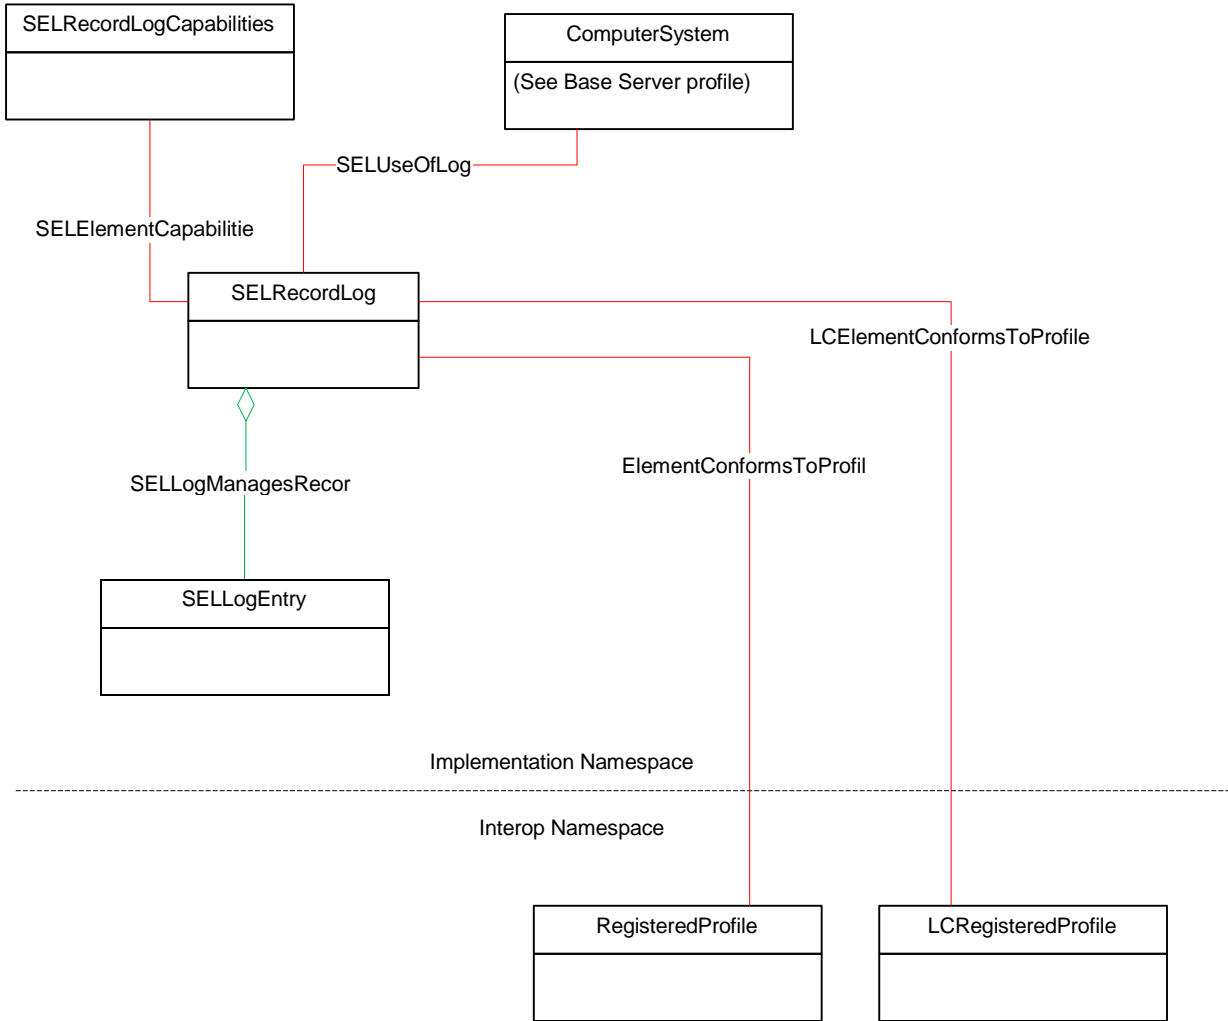 SELRecordLogCapabilities
ComputerSystem
(See Base Server profile)
SELUseOfLog
SELElementCapabilitie
SELRecordLog
LCElementConformsToProfile
ElementConformsToProfil
SELLogManagesRecor
SELLogEntry
Implementation Namespace
Interop Namespace
RegisteredProfile
LCRegisteredProfile